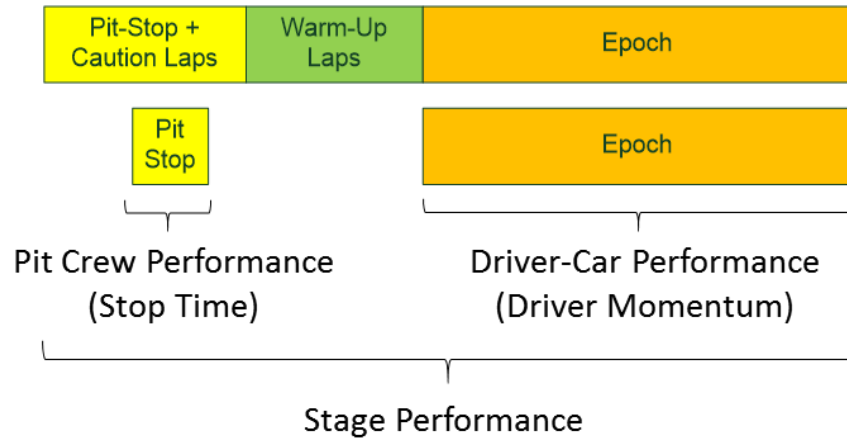 Pit-Stop +
Caution Laps
Warm-Up
Laps
Epoch
Pit
Stop
Epoch
Pit Crew Performance
(Stop Time)
Driver-Car Performance
(Driver Momentum)
Stage Performance